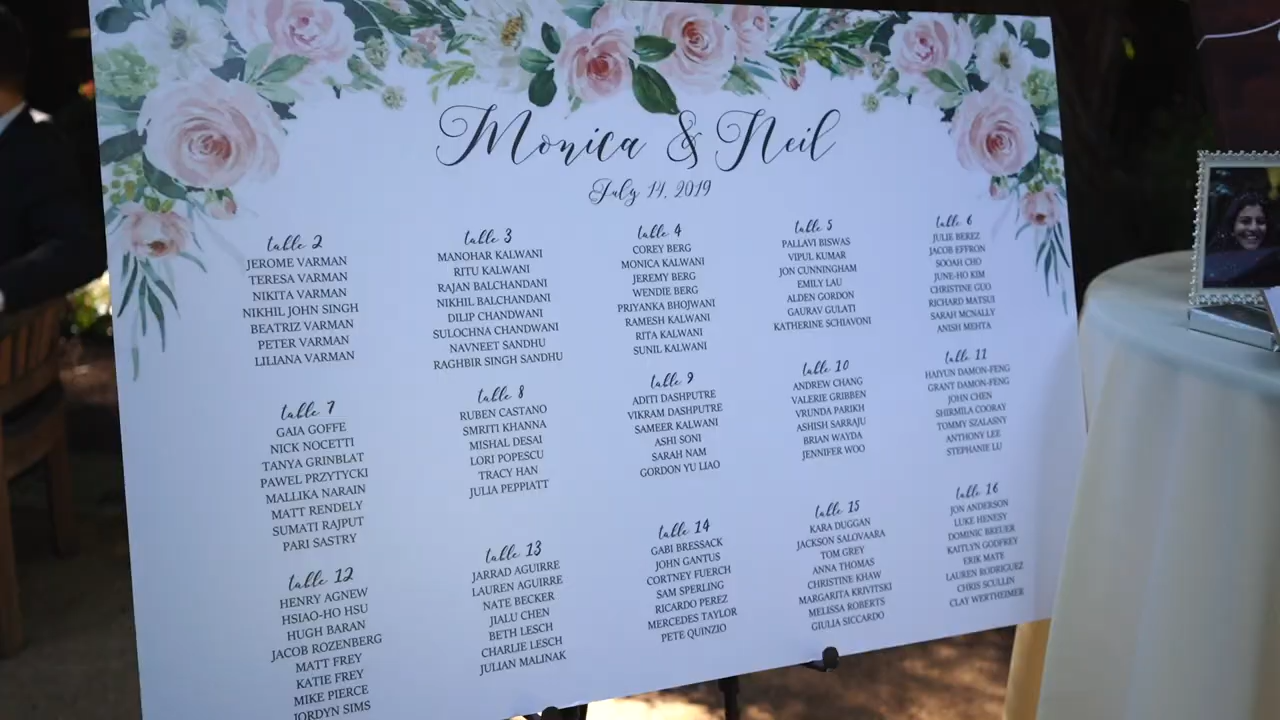 Monica & Neil
July 14, 2019
table 2
JEROME VARMAN
TERESA VARMAN
NIKITA VARMAN
NIKHIL JOHN SINGH
BEATRIZ VARMAN
PETER VARMAN
LILIANA VARMAN
table 3
MANOHAR KALWANI
RITU KALWANI
RAJAN BALCHANDANI
NIKHIL BALCHANDANI
DILIP CHANDWANI
SULOCHNA CHANDWANI
NAVNEET SANDHU
RAGHBIR SINGH SANDHU
table 4
COREY BERG
MONICA KALWANI
JEREMY BERG
WENDIE BERG
PRIYANKA BHOJWANI
RAMESH KALWANI
RITA KALWANI
SUNIL KALWANI
table 5
PALLAVI BISWAS
VIPUL KUMAR
JON CUNNINGHAM
EMILY LAU
ALDEN GORDON
GAURAV GULATI
KATHERINE SCHIAVONI
table 6
JULIE BEREZ
JACOB EFFRON
SOOAH CHO
JUNE-HO KIM
CHRISTINE GUO
RICHARD MATSUI
SARAH MCNALLY
ANISH MEHTA
table 7
GAIA GOFFE
NICK NOCETTI
TANYA GRINBLAT
PAWEL PRZYTYCKI
MALLIKA NARAIN
MATT RENDELY
SUMATI RAJPUT
PARI SASTRY
table 8
RUBEN CASTANO
SMRITI KHANNA
MISHAL DESAI
LORI POPESCU
TRACY HAN
JULIA PEPPIATT
table 9
ADITI DASHPUTRE
VIKRAM DASHPUTRE
SAMEER KALWANI
ASHI SONI
SARAH NAM
GORDON YU LIAO
table 10
ANDREW CHANG
VALERIE GRIBBEN
VRUNDA PARIKH
ASHISH SARRAJU
BRIAN WAYDA
JENNIFER WOO
table 11
HAIYUN DAMON-FENG
GRANT DAMON-FENG
JOHN CHEN
SHIRMILA COORAY
TOMMY SZALASNY
ANTHONY LEE
STEPHANIE LU
table 12
HENRY AGNEW
HSIAO-HO HSU
HUGH BARAN
JACOB ROZENBERG
MATT FREY
KATIE FREY
MIKE PIERCE
JORDYN SIMS
table 13
JARRAD AGUIRRE
LAUREN AGUIRRE
NATE BECKER
JIALU CHEN
BETH LESCH
CHARLIE LESCH
JULIAN MALINAK
table 14
GABI BRESSACK
JOHN GANTUS
CORTNEY FUERCH
SAM SPERLING
RICARDO PEREZ
MERCEDES TAYLOR
PETE QUINZIO
table 15
KARA DUGGAN
JACKSON SALOVAARA
TOM GREY
ANNA THOMAS
CHRISTINE KHAW
MARGARITA KRIVITSKI
MELISSA ROBERTS
GIULIA SICCARDO
table 16
JON ANDERSON
LUKE HENESY
DOMINIC BREUER
KAITLYN GODFREY
ERIK MATE
LAUREN RODRIGUEZ
CHRIS SCULLIN
CLAY WERTHEIMER